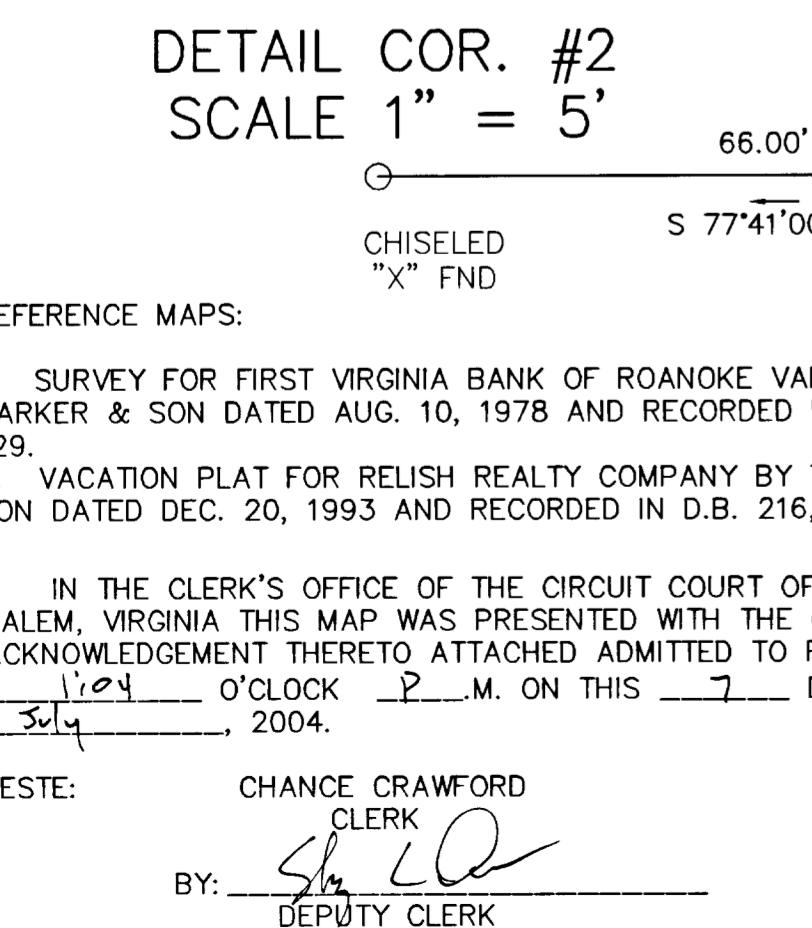 DETAIL COR. #2
SCALE 1" = 5'
66.00'
S 77°41'00
CHISELED
"X" FND
EFERENCE MAPS:
SURVEY FOR FIRST VIRGINIA BANK OF ROANOKE VA
ARKER & SON DATED AUG. 10, 1978 AND RECORDED
29.
VACATION PLAT FOR RELISH REALTY COMPANY BY
ON DATED DEC. 20, 1993 AND RECORDED IN D.B. 216,
IN THE CLERK'S OFFICE OF THE CIRCUIT COURT OF
ALEM, VIRGINIA THIS MAP WAS PRESENTED WITH THE
CKNOWLEDGEMENT THERETO ATTACHED ADMITTED TO
1:04 O'CLOCK P.M. ON THIS 7
July, 2004.
ESTE:
CHANCE CRAWFORD
CLERK
BY:
DEPUTY CLERK